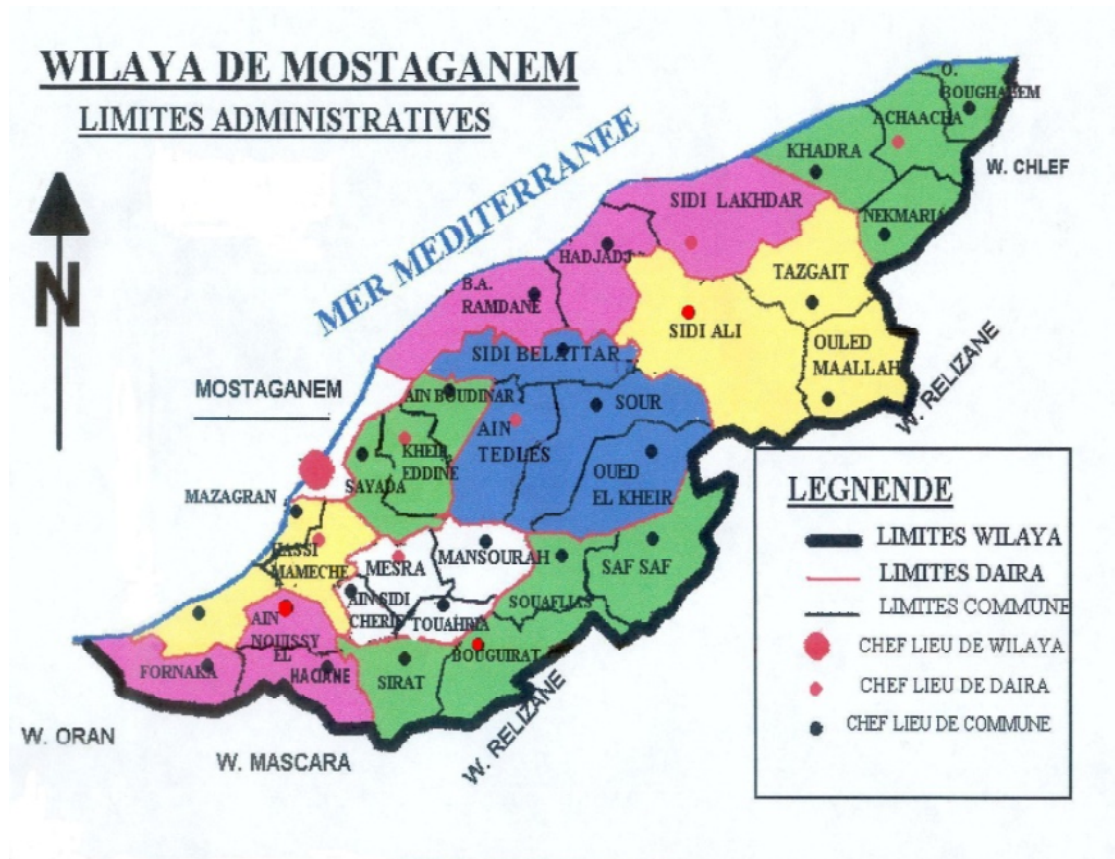 WILAYA DE MOSTAGANEM
LIMITES ADMINISTRATIVES
MER MEDITERRANEE
N
O.
BOUGHALEM
ACHAACHA
KHADRA
W. CHLEF
SIDI LAKHDAR
NEKMARIA
HADJADJ
TAZGAIT
B.A.
RAMDANE
SIDI ALI
OULED
MAALLAH
SIDI BELATTAR
W. RELIZANE
MOSTAGANEM
AIN BOUDINAR
SOUR
AIN
TEDLES
KHEIR
EDDINE
SAYADA
OUED
EL KHEIR
MAZAGRAN
HASSI
MAMECHE
MESRA
MANSOURAH
SAF SAF
AIN SIDI
CHERIF
SOUAFLIAS
TOUAHRIA
AIN
NOUISSY
BOUGUIRAT
EL
HACIANE
FORNAKA
SIRAT
W. ORAN
W. MASCARA
W. RELIZANE
LEGNENDE
LIMITES WILAYA
LIMITES DAIRA
LIMITES COMMUNE
CHEF LIEU DE WILAYA
CHEF LIEU DE DAIRA
CHEF LIEU DE COMMUNE